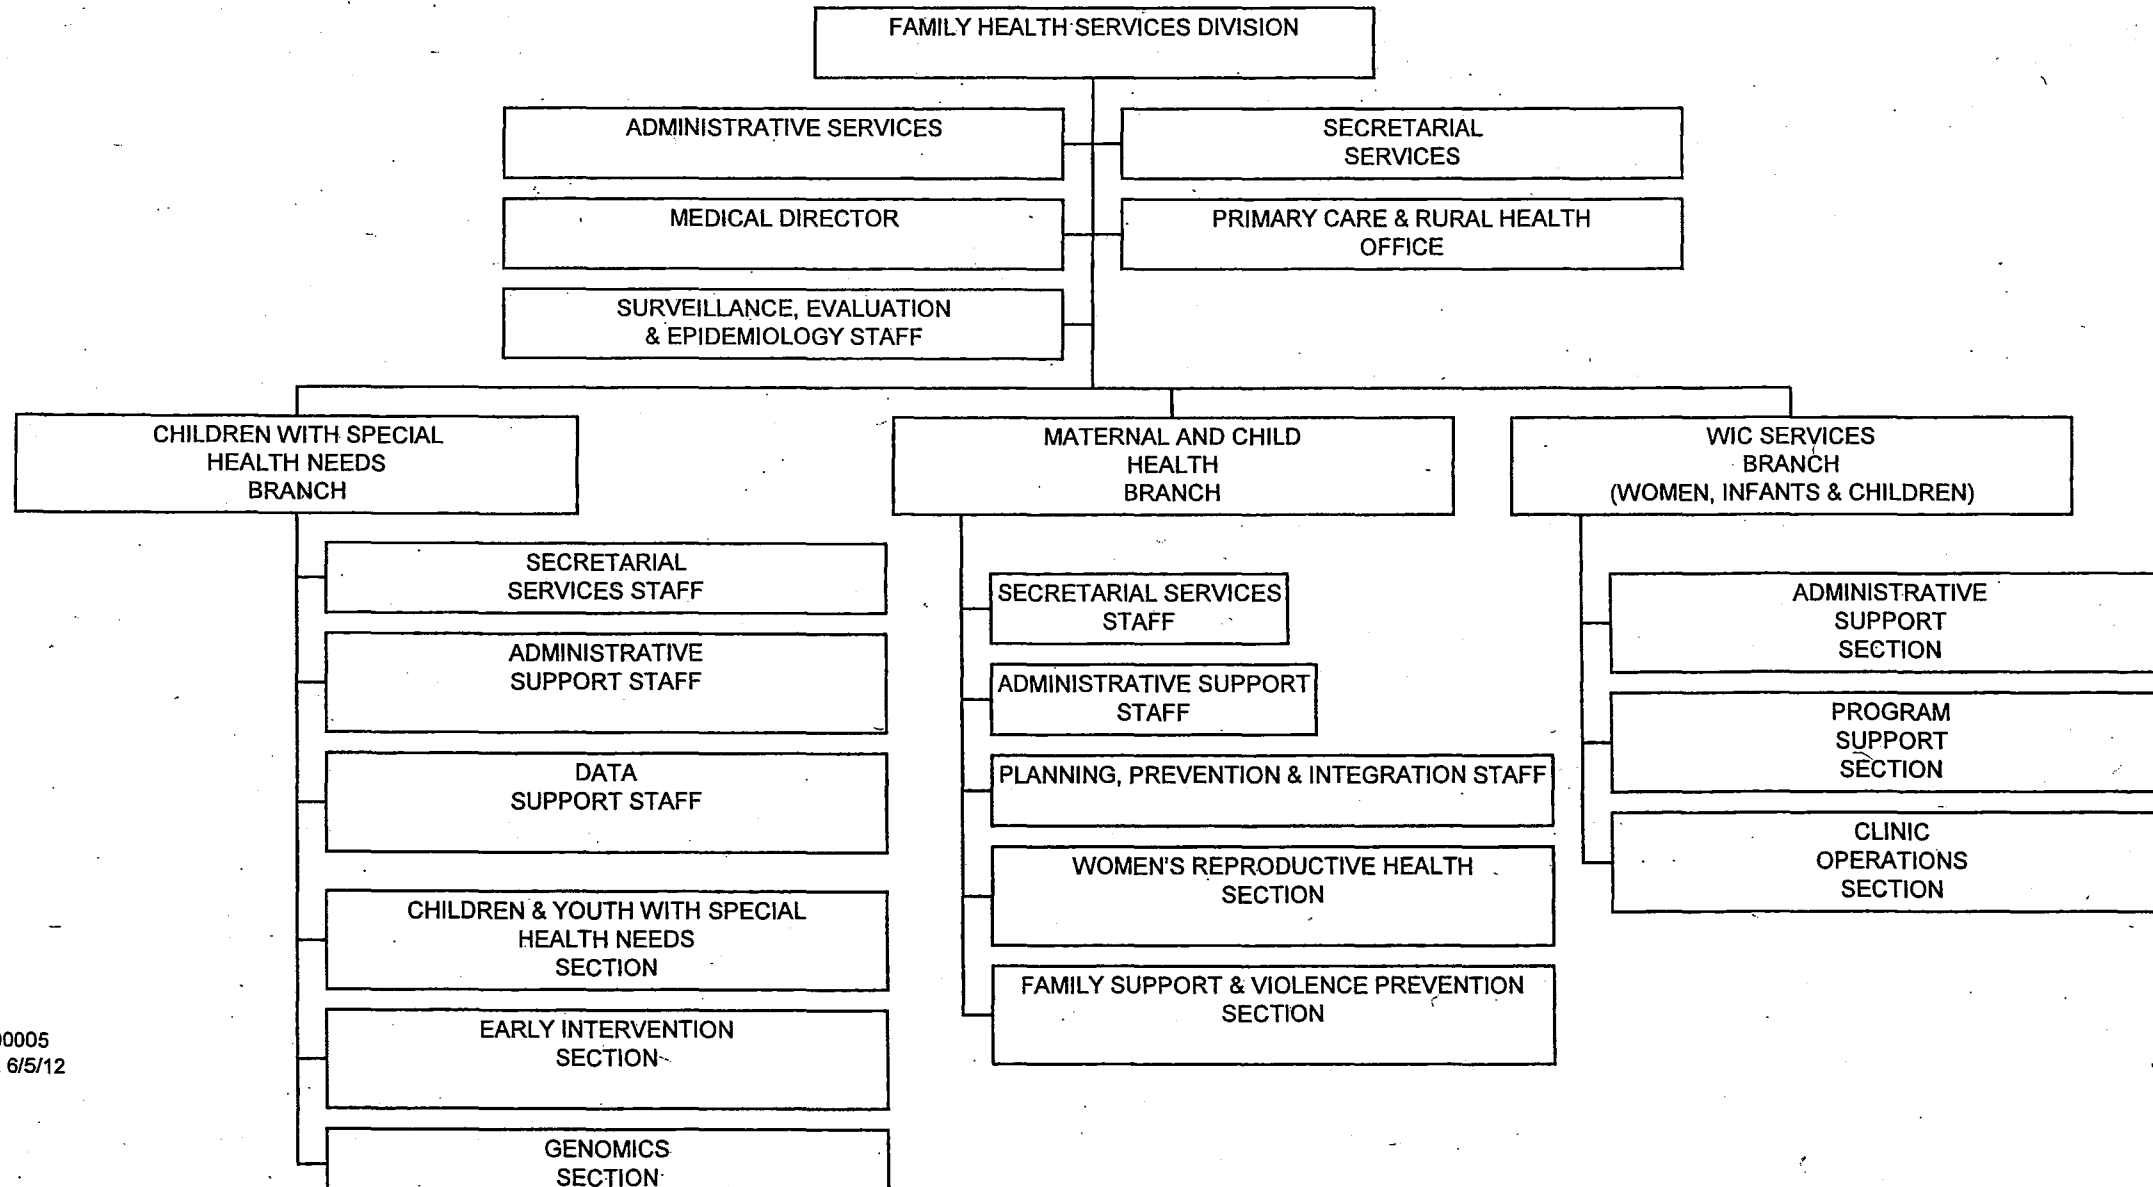 FAMILY HEALTH SERVICES DIVISION
ADMINISTRATIVE SERVICES
SECRETARIAL
SERVICES
MEDICAL DIRECTOR
PRIMARY CARE & RURAL HEALTH
OFFICE
SURVEILLANCE, EVALUATION
& EPIDEMIOLOGY STAFF
CHILDREN WITH SPECIAL
HEALTH NEEDS
BRANCH
SECRETARIAL
SERVICES STAFF
ADMINISTRATIVE
SUPPORT STAFF
DATA
SUPPORT STAFF
CHILDREN & YOUTH WITH SPECIAL
HEALTH NEEDS
SECTION
EARLY INTERVENTION
SECTION
GENOMICS
SECTION
MATERNAL AND CHILD
HEALTH
BRANCH
SECRETARIAL SERVICES
STAFF
ADMINISTRATIVE SUPPORT
STAFF
PLANNING, PREVENTION & INTEGRATION STAFF
WOMEN'S REPRODUCTIVE HEALTH
SECTION
FAMILY SUPPORT & VIOLENCE PREVENTION
SECTION
WIC SERVICES
BRANCH
(WOMEN, INFANTS & CHILDREN)
ADMINISTRATIVE
SUPPORT
SECTION
PROGRAM
SUPPORT
SECTION
CLINIC
OPERATIONS
SECTION
00005
6/5/12